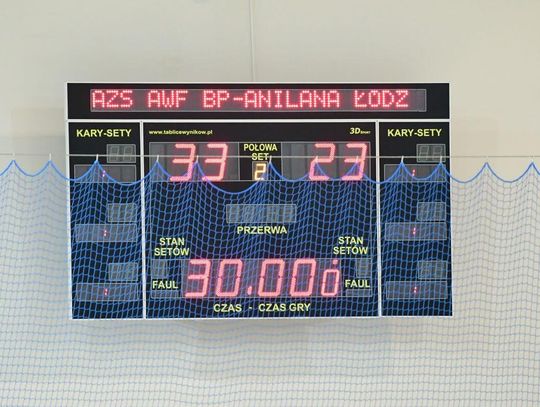 AZS AWF BP-ANILANA ŁODZ
KARY-SETY
www.tablicewynikow.pl
3DSPORT
KARY-SETY
33
POŁOWA
SET
2
23
PRZERWA
STAN
SETÓW
STAN
SETÓW
FAUL
30.00
FAUL
CZAS - CZAS GRY